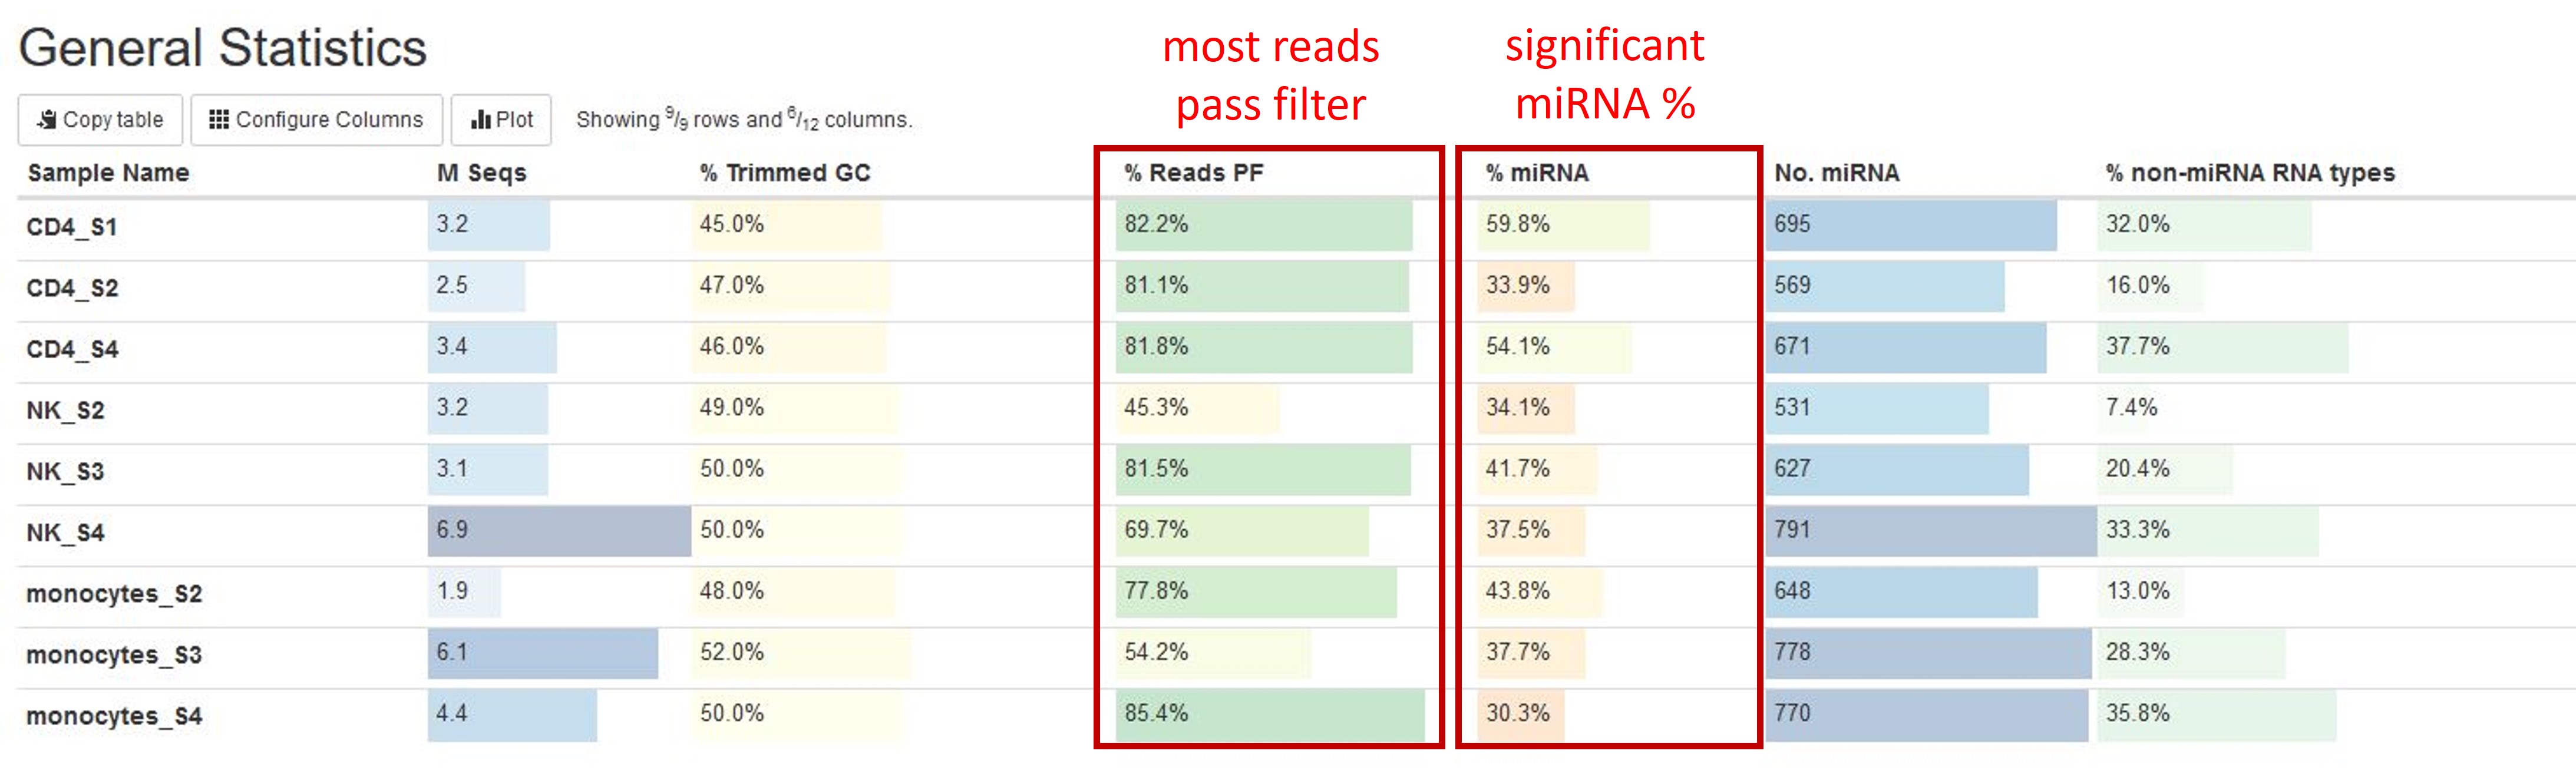 General Statistics
most reads
pass filter
significant
miRNA %
Copy table Configure Columns Plot Showing 9/9 rows and 6/12 columns.
Sample Name M Seqs % Trimmed GC % Reads PF % miRNA No. miRNA % non-miRNA RNA types
CD4_S1 3.2 45.0% 82.2% 59.8% 695 32.0%
CD4_S2 2.5 47.0% 81.1% 33.9% 569 16.0%
CD4_S4 3.4 46.0% 81.8% 54.1% 671 37.7%
NK_S2 3.2 49.0% 45.3% 34.1% 531 7.4%
NK_S3 3.1 50.0% 81.5% 41.7% 627 20.4%
NK_S4 6.9 50.0% 69.7% 37.5% 791 33.3%
monocytes_S2 1.9 48.0% 77.8% 43.8% 648 13.0%
monocytes_S3 6.1 52.0% 54.2% 37.7% 778 28.3%
monocytes_S4 4.4 50.0% 85.4% 30.3% 770 35.8%